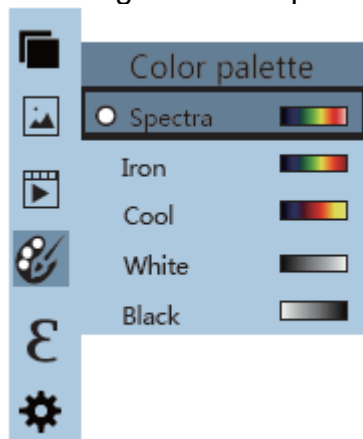 Color palette
Spectra
Iron
Cool
White
Black
ε